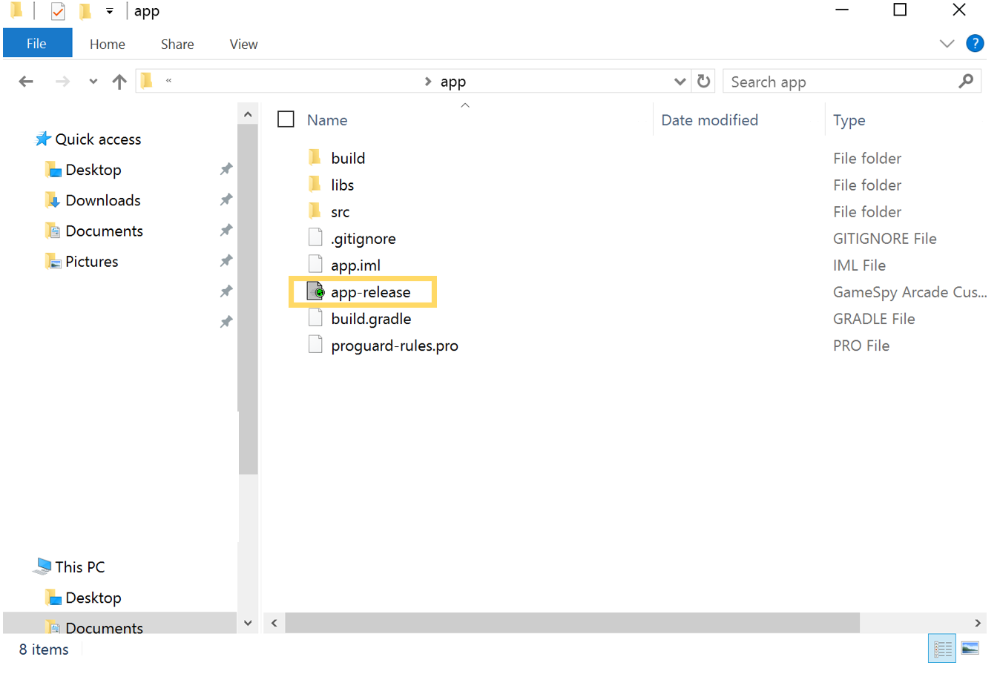 app
File Home Share View ?
« app Search app
Name Date modified Type
Quick access
Desktop
Downloads
Documents
Pictures
build File folder
libs File folder
src File folder
.gitignore GITIGNORE File
app.iml IML File
app-release GameSpy Arcade Cus...
build.gradle GRADLE File
proguard-rules.pro PRO File
This PC
Desktop
Documents
8 items